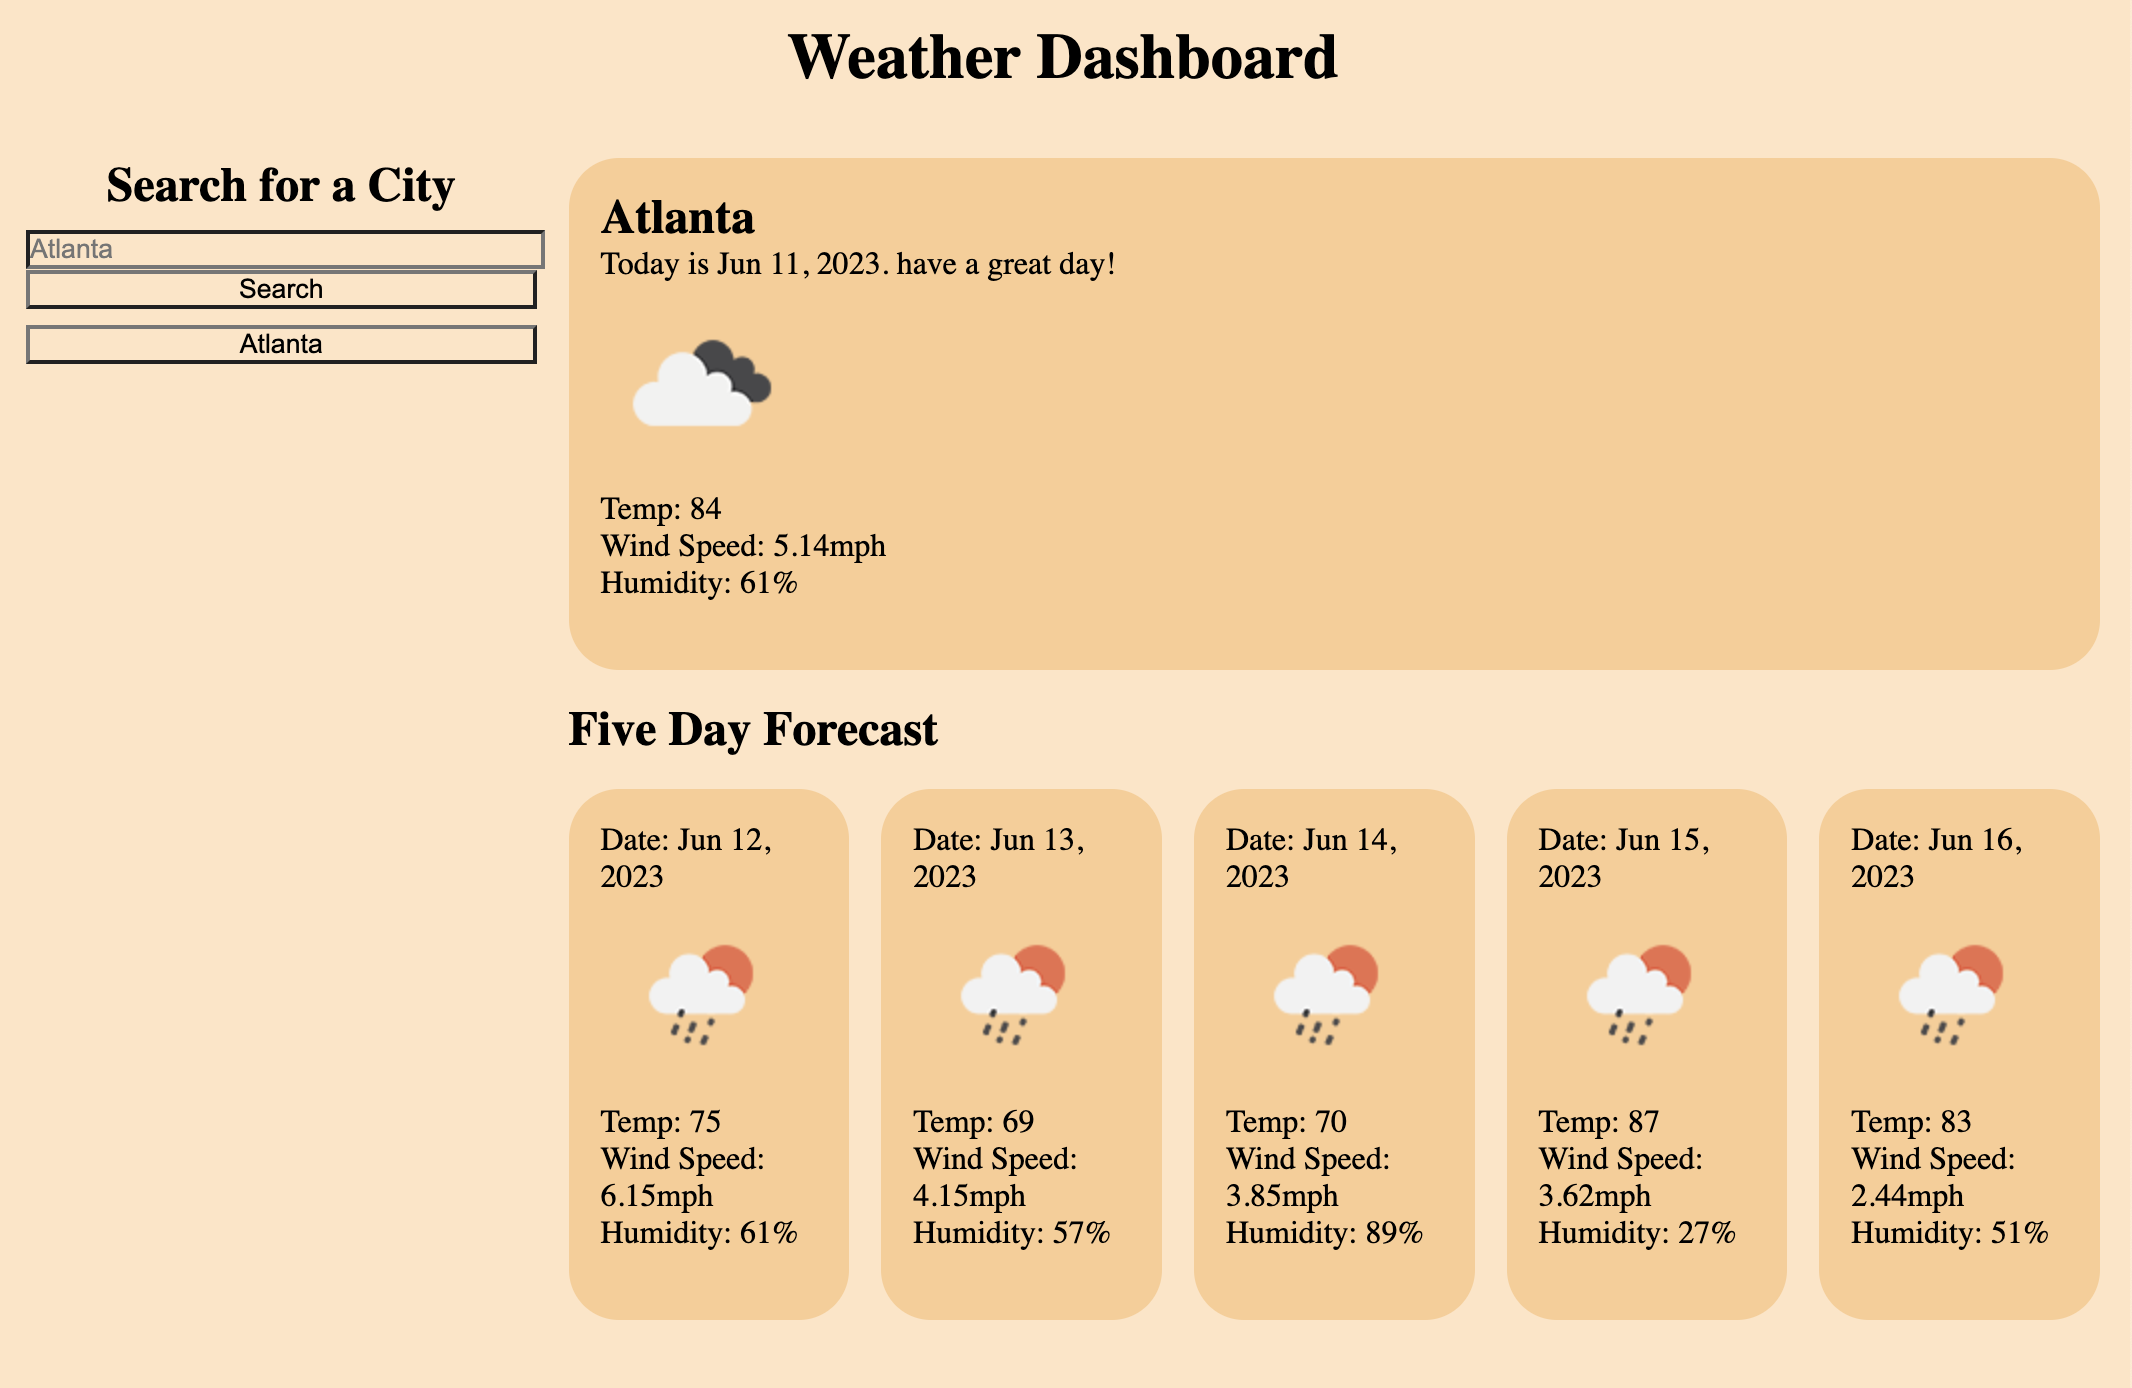 Weather Dashboard
Search for a City
Atlanta
Search
Atlanta
Atlanta
Today is Jun 11, 2023. have a great day!
Temp: 84
Wind Speed: 5.14mph
Humidity: 61%
Five Day Forecast
Date: Jun 12,
2023
Temp: 75
Wind Speed:
6.15mph
Humidity: 61%
Date: Jun 13,
2023
Temp: 69
Wind Speed:
4.15mph
Humidity: 57%
Date: Jun 14,
2023
Temp: 70
Wind Speed:
3.85mph
Humidity: 89%
Date: Jun 15,
2023
Temp: 87
Wind Speed:
3.62mph
Humidity: 27%
Date: Jun 16,
2023
Temp: 83
Wind Speed:
2.44mph
Humidity: 51%